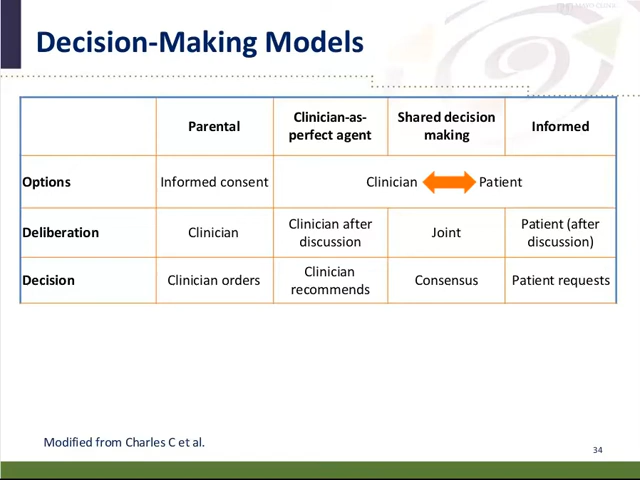 Decision-Making Models
Parental
Clinician-as-
perfect agent
Shared decision
making
Informed
Options
Informed consent
Clinician
Patient
Deliberation
Clinician
Clinician after
discussion
Joint
Patient (after
discussion)
Decision
Clinician orders
Clinician
recommends
Consensus
Patient requests
Modified from Charles C et al.
34